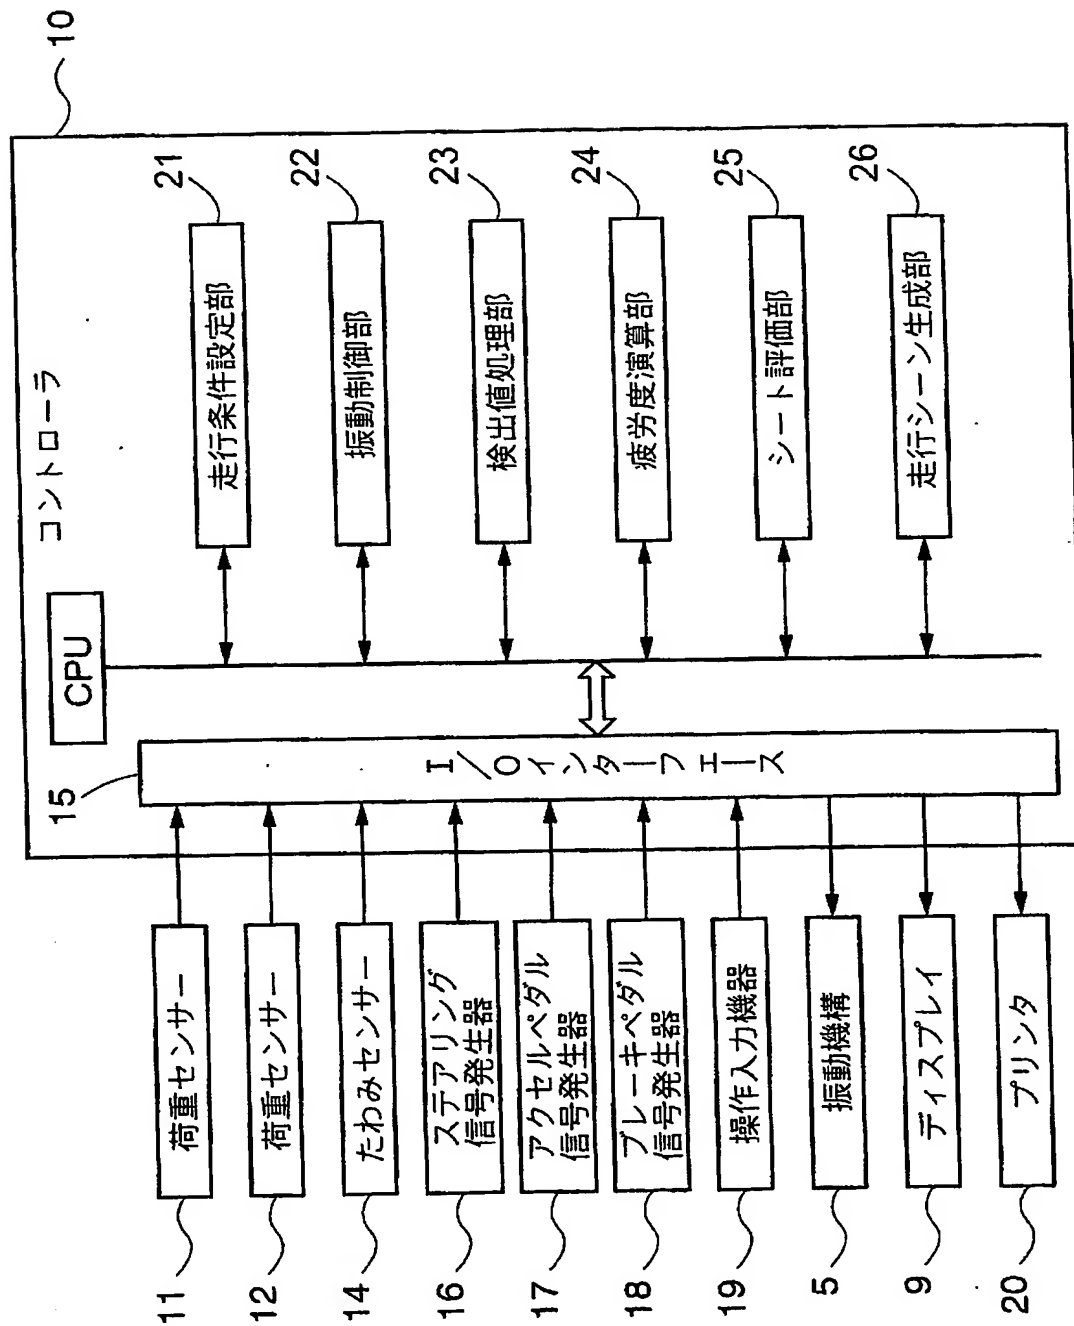 10
コントローラ
CPU
15
I/Oインターフェース
走行条件設定部
21
振動制御部
22
検出値処理部
23
疲労度演算部
24
シート評価部
25
走行シーン生成部
26
荷重センサー
11
荷重センサー
12
たわみセンサー
14
ステアリング
信号発生器
16
アクセルペダル
信号発生器
17
ブレーキペダル
信号発生器
18
操作入力機器
19
振動機構
5
ディスプレイ
9
プリンタ
20